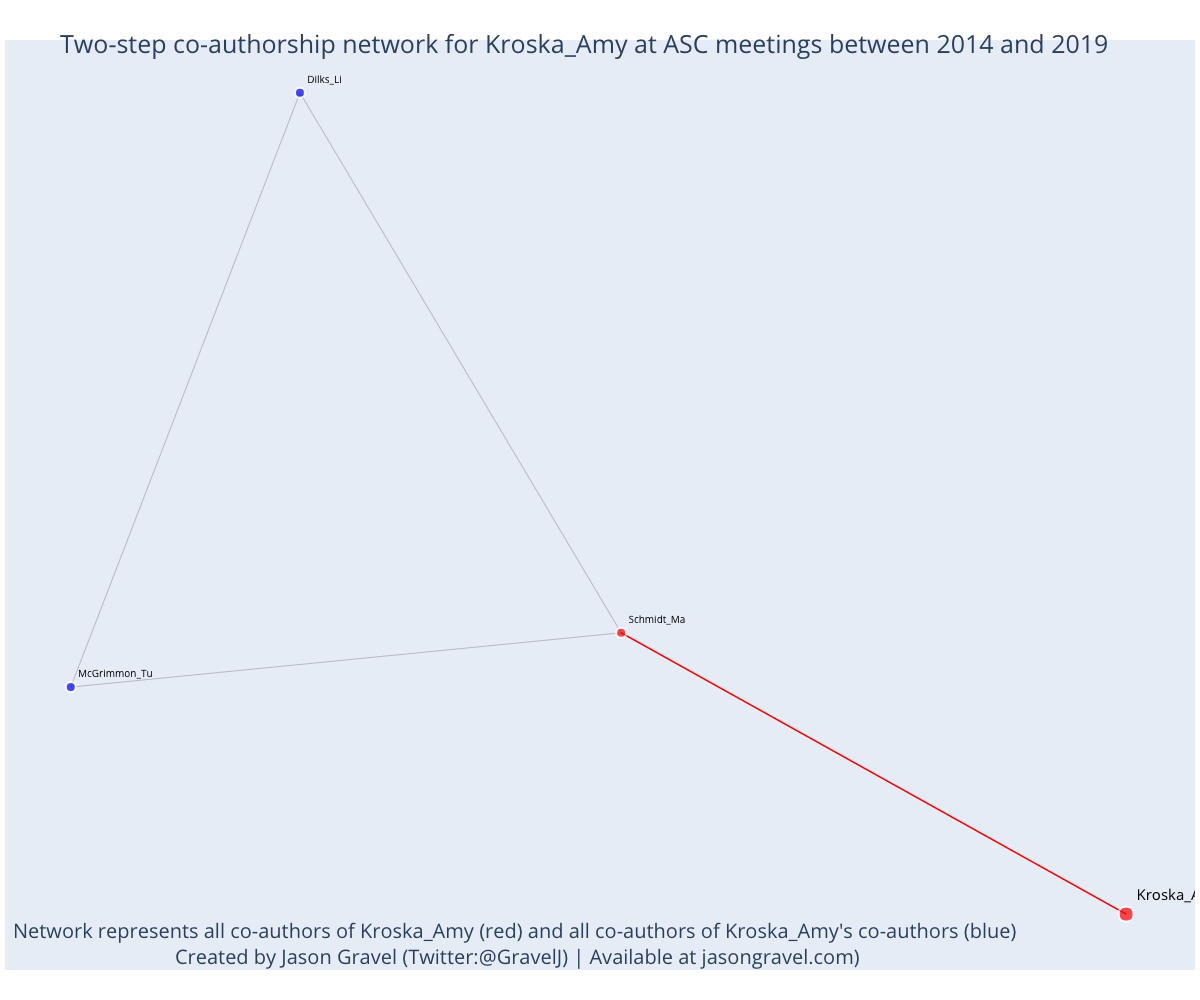 Two-step co-authorship network for Kroska_Amy at ASC meetings between 2014 and 2019
Dilks_Li
Schmidt_Ma
McGrimmon_Tu
Kroska_A
Network represents all co-authors of Kroska_Amy (red) and all co-authors of Kroska_Amy's co-authors (blue)
Created by Jason Gravel (Twitter:@GravelJ) | Available at jasongravel.com)